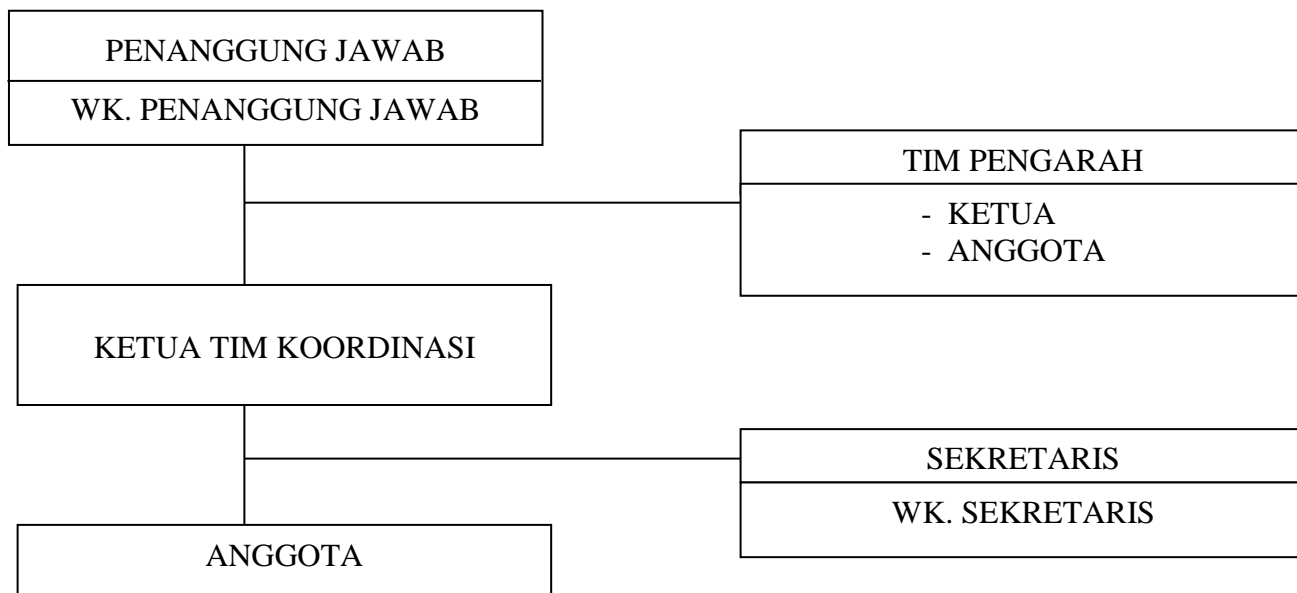 PENANGGUNG JAWAB
WK. PENANGGUNG JAWAB
TIM PENGARAH
- KETUA
- ANGGOTA
KETUA TIM KOORDINASI
SEKRETARIS
WK. SEKRETARIS
ANGGOTA